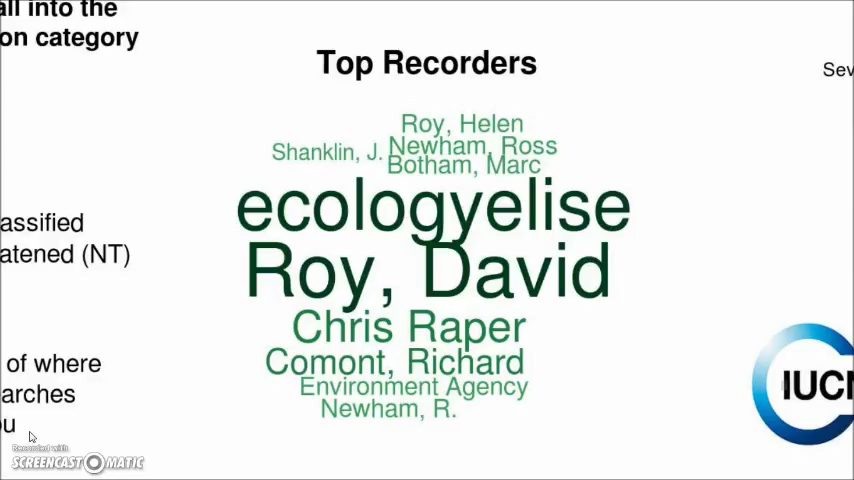 all into the
on category
Top Recorders
Sev
Roy, Helen
Shanklin, J. Newham, Ross
Botham, Marc
ecologyelise
Roy, David
Chris Raper
Comont, Richard
Environment Agency
Newham, R.
assified
atened (NT)
of where
arches
ou
IUCN
Recorded with
SCREENCAST-O-MATIC